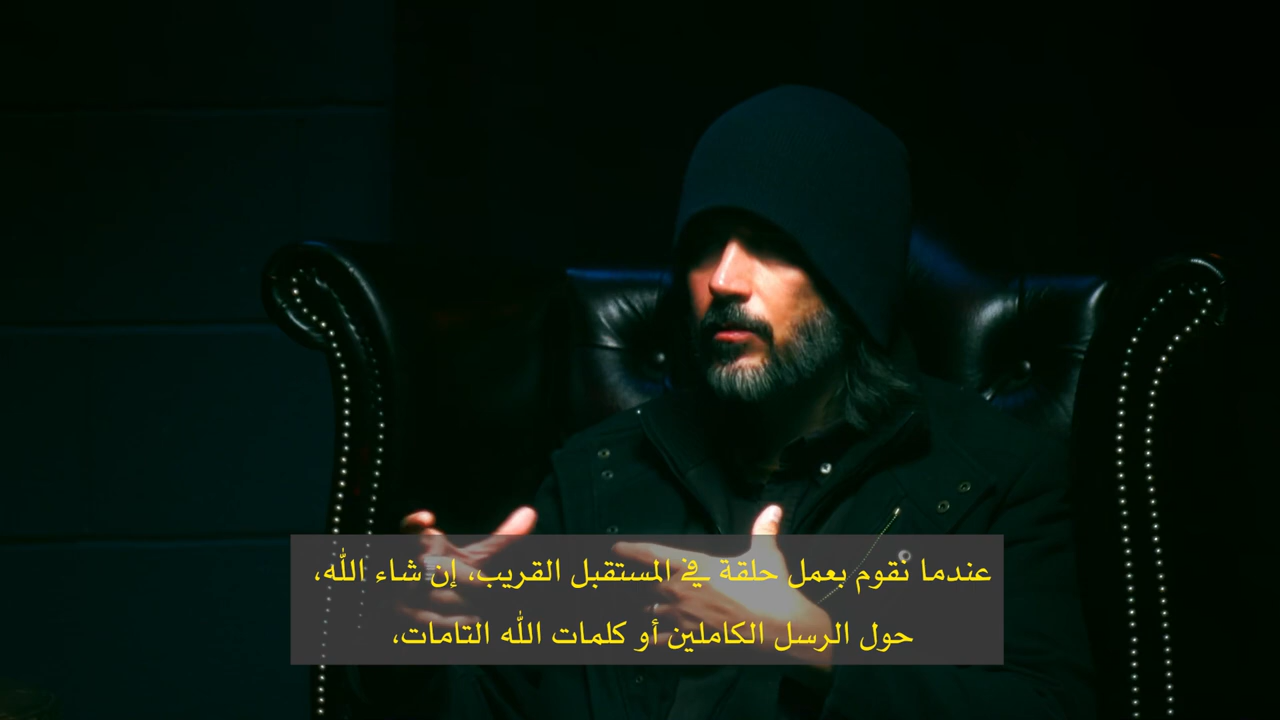 عندما نقوم بعمل حلقة في المستقبل القريب، إن شاء الله،
حول الرسل الكاملين أو كلمات الله التامات،